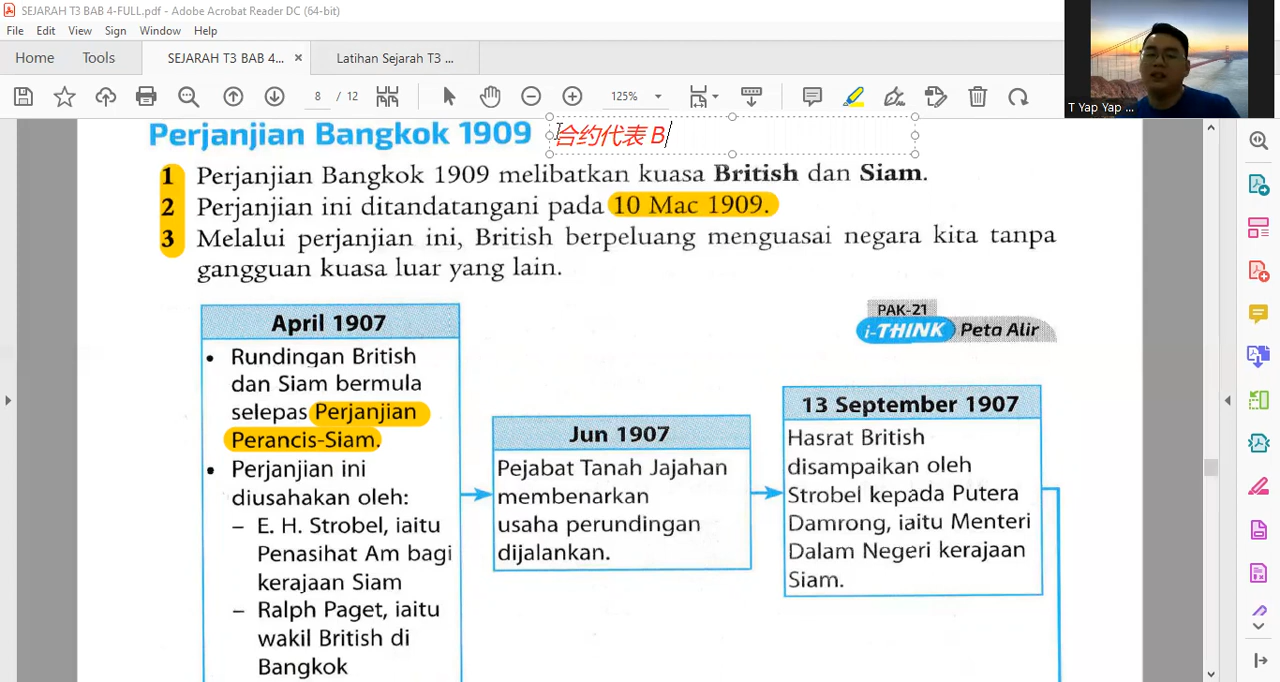 SEJARAH T3 BAB 4-FULL.pdf - Adobe Acrobat Reader DC (64-bit)
File Edit View Sign Window Help
Home Tools SEJARAH T3 BAB 4... × Latihan Sejarah T3 ...
8 / 12 125%
T Yap Yap ...
Perjanjian Bangkok 1909 合约代表 B
1 Perjanjian Bangkok 1909 melibatkan kuasa British dan Siam.
2 Perjanjian ini ditandatangani pada 10 Mac 1909.
3 Melalui perjanjian ini, British berpeluang menguasai negara kita tanpa
gangguan kuasa luar yang lain.
PAK-21
i-THINK Peta Alir
April 1907
• Rundingan British
dan Siam bermula
selepas Perjanjian
Perancis-Siam.
• Perjanjian ini
diusahakan oleh:
– E. H. Strobel, iaitu
Penasihat Am bagi
kerajaan Siam
– Ralph Paget, iaitu
wakil British di
Bangkok
Jun 1907
Pejabat Tanah Jajahan
membenarkan
usaha perundingan
dijalankan.
13 September 1907
Hasrat British
disampaikan oleh
Strobel kepada Putera
Damrong, iaitu Menteri
Dalam Negeri kerajaan
Siam.